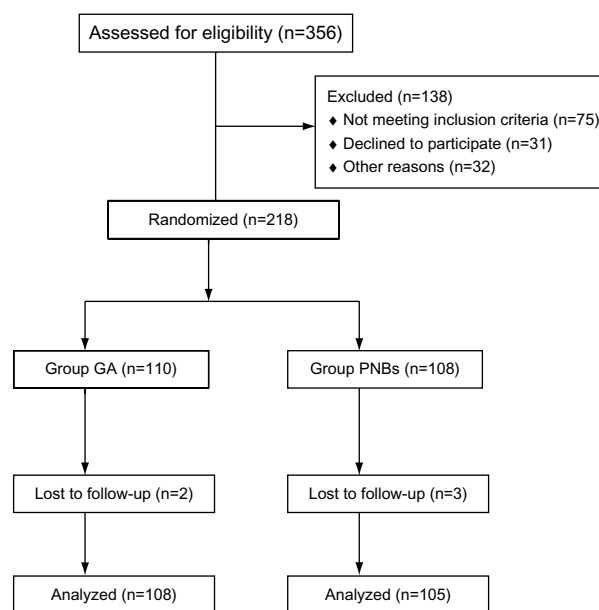 Assessed for eligibility (n=356)
Excluded (n=138)
♦ Not meeting inclusion criteria (n=75)
♦ Declined to participate (n=31)
♦ Other reasons (n=32)
Randomized (n=218)
Group GA (n=110)
Group PNBs (n=108)
Lost to follow-up (n=2)
Lost to follow-up (n=3)
Analyzed (n=108)
Analyzed (n=105)